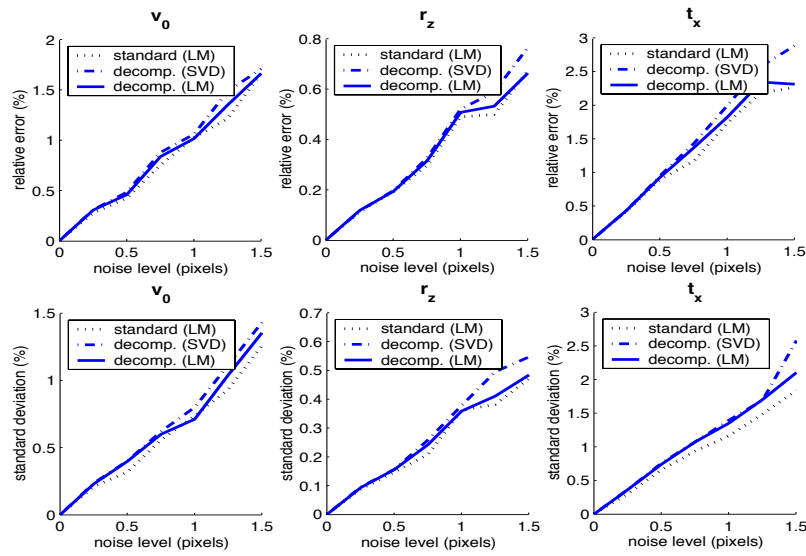 v0
rz
tx
2
1.5
1
0.5
0
relative error (%)
standard (LM)
decomp. (SVD)
decomp. (LM)
0 0.5 1 1.5
noise level (pixels)
0.8
0.6
0.4
0.2
0
relative error (%)
standard (LM)
decomp. (SVD)
decomp. (LM)
0 0.5 1 1.5
noise level (pixels)
3
2.5
2
1.5
1
0.5
0
relative error (%)
standard (LM)
decomp. (SVD)
decomp. (LM)
0 0.5 1 1.5
noise level (pixels)
v0
rz
tx
1.5
1
0.5
0
standard deviation (%)
standard (LM)
decomp. (SVD)
decomp. (LM)
0 0.5 1 1.5
noise level (pixels)
0.7
0.6
0.5
0.4
0.3
0.2
0.1
0
standard deviation (%)
standard (LM)
decomp. (SVD)
decomp. (LM)
0 0.5 1 1.5
noise level (pixels)
3
2.5
2
1.5
1
0.5
0
standard deviation (%)
standard (LM)
decomp. (SVD)
decomp. (LM)
0 0.5 1 1.5
noise level (pixels)